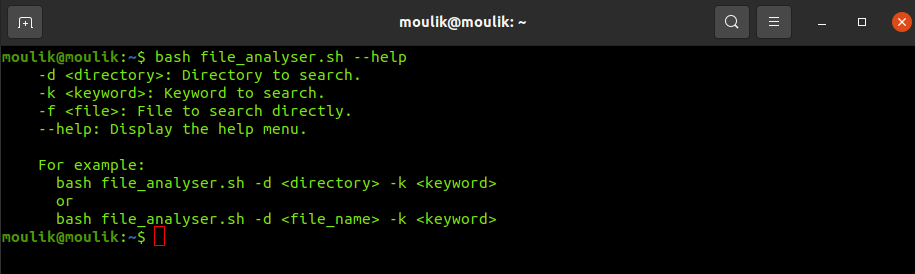 moulik@moulik: ~
moulik@moulik:~$ bash file_analyser.sh --help
-d <directory>: Directory to search.
-k <keyword>: Keyword to search.
-f <file>: File to search directly.
--help: Display the help menu.
For example:
bash file_analyser.sh -d <directory> -k <keyword>
or
bash file_analyser.sh -d <file_name> -k <keyword>
moulik@moulik:~$